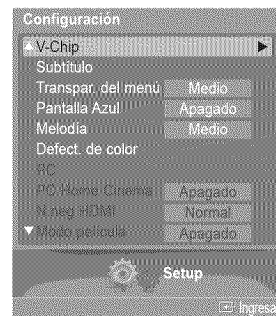 Configuración
V-Chip
Subtítulo
Transpar. del menú Medio
Pantalla Azul Apagado
Melodía Medio
Defect. de color
PC
PC Home Cinema Apagado
N.neg HDMI Normal
Modo película Apagado
Setup
Ingresa